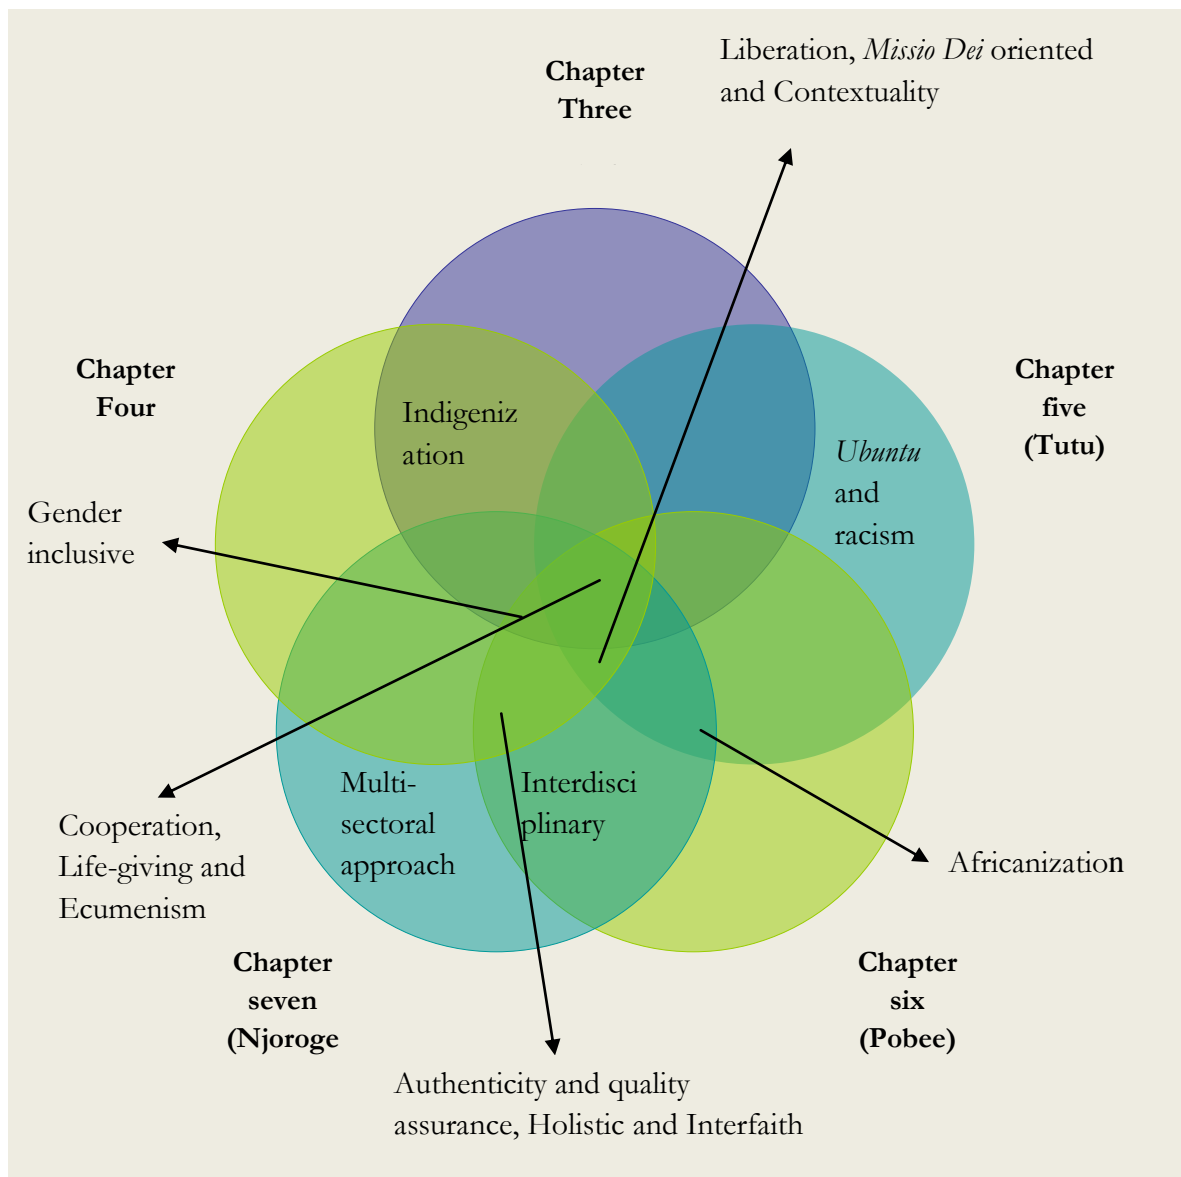 Liberation, Missio Dei oriented
and Contextuality
Chapter
Three
Chapter
Four
Chapter
five
(Tutu)
Indigeniz
ation
Ubuntu
and
racism
Gender
inclusive
Multi-
sectoral
approach
Interdisci
plinary
Cooperation,
Life-giving and
Ecumenism
Africanization
Chapter
seven
(Njoroge
Chapter
six
(Pobee)
Authenticity and quality
assurance, Holistic and Interfaith